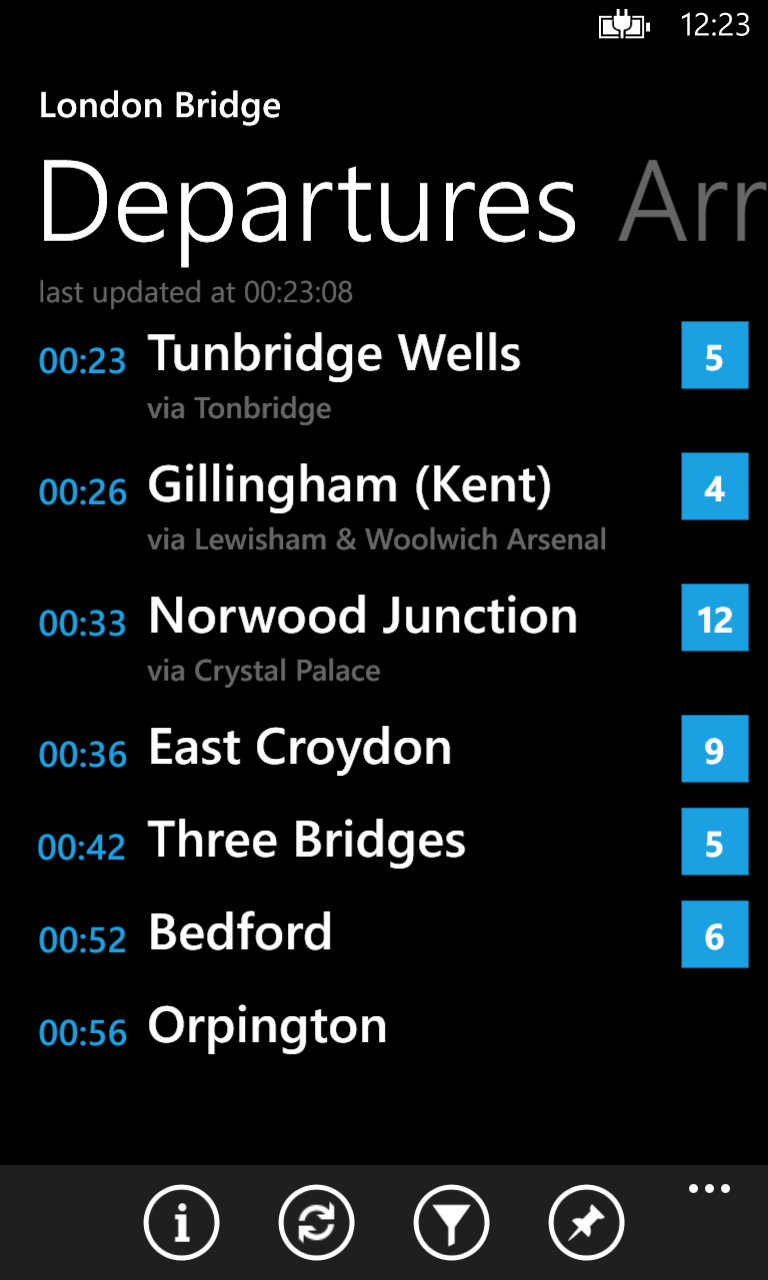 12:23
London Bridge
Departures Arr
last updated at 00:23:08
00:23 Tunbridge Wells 5
via Tonbridge
00:26 Gillingham (Kent) 4
via Lewisham & Woolwich Arsenal
00:33 Norwood Junction 12
via Crystal Palace
00:36 East Croydon 9
00:42 Three Bridges 5
00:52 Bedford 6
00:56 Orpington